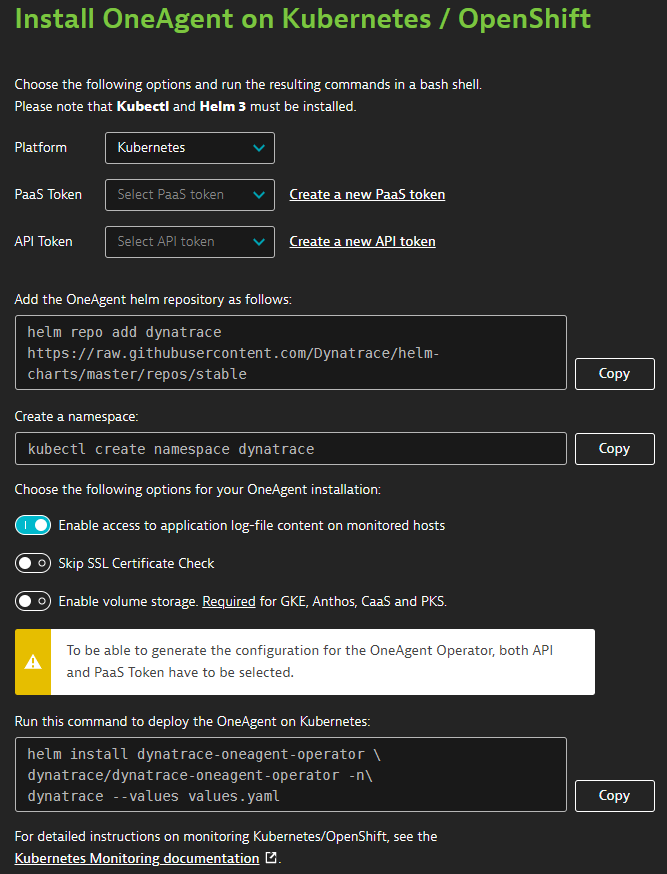 Install OneAgent on Kubernetes / OpenShift
Choose the following options and run the resulting commands in a bash shell.
Please note that Kubectl and Helm 3 must be installed.
Platform
Kubernetes
PaaS Token
Select PaaS token
Create a new PaaS token
API Token
Select API token
Create a new API token
Add the OneAgent helm repository as follows:
helm repo add dynatrace
https://raw.githubusercontent.com/Dynatrace/helm-
charts/master/repos/stable
Copy
Create a namespace:
kubectl create namespace dynatrace
Copy
Choose the following options for your OneAgent installation:
Enable access to application log-file content on monitored hosts
Skip SSL Certificate Check
Enable volume storage. Required for GKE, Anthos, CaaS and PKS.
To be able to generate the configuration for the OneAgent Operator, both API
and PaaS Token have to be selected.
Run this command to deploy the OneAgent on Kubernetes:
helm install dynatrace-oneagent-operator \
dynatrace/dynatrace-oneagent-operator -n\
dynatrace --values values.yaml
Copy
For detailed instructions on monitoring Kubernetes/OpenShift, see the
Kubernetes Monitoring documentation.